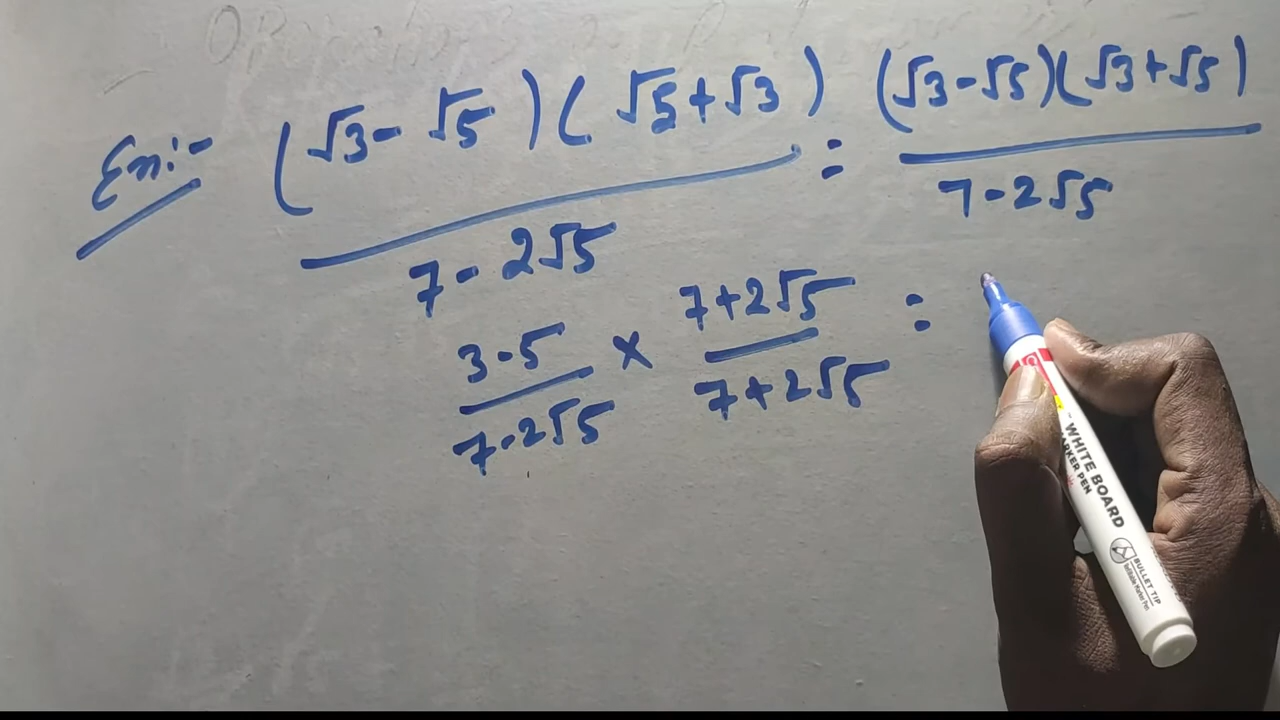 Ex:- (√3 - √5)(√5+√3) / 7 - 2√5 = (√3-√5)(√3+√5) / 7-2√5
3-5 / 7-2√5 × 7+2√5 / 7+2√5 =
WHITE BOARD
MARKER PEN
BULLET TIP